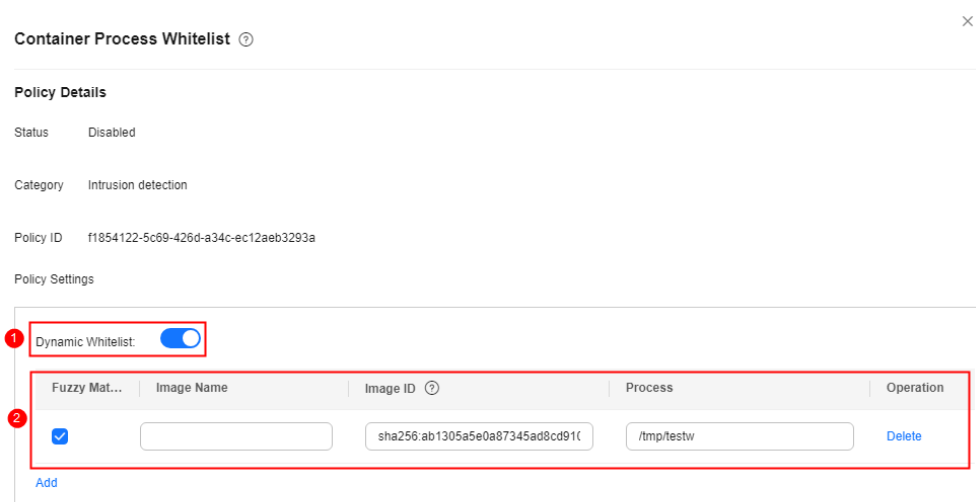 Container Process Whitelist ?
Policy Details
Status Disabled
Category Intrusion detection
Policy ID f1854122-5c69-426d-a34c-ec12aeb3293a
Policy Settings
1 Dynamic Whitelist:
Fuzzy Mat... Image Name Image ID ? Process Operation
2 sha256:ab1305a5e0a87345ad8cd910 /tmp/testw Delete
Add